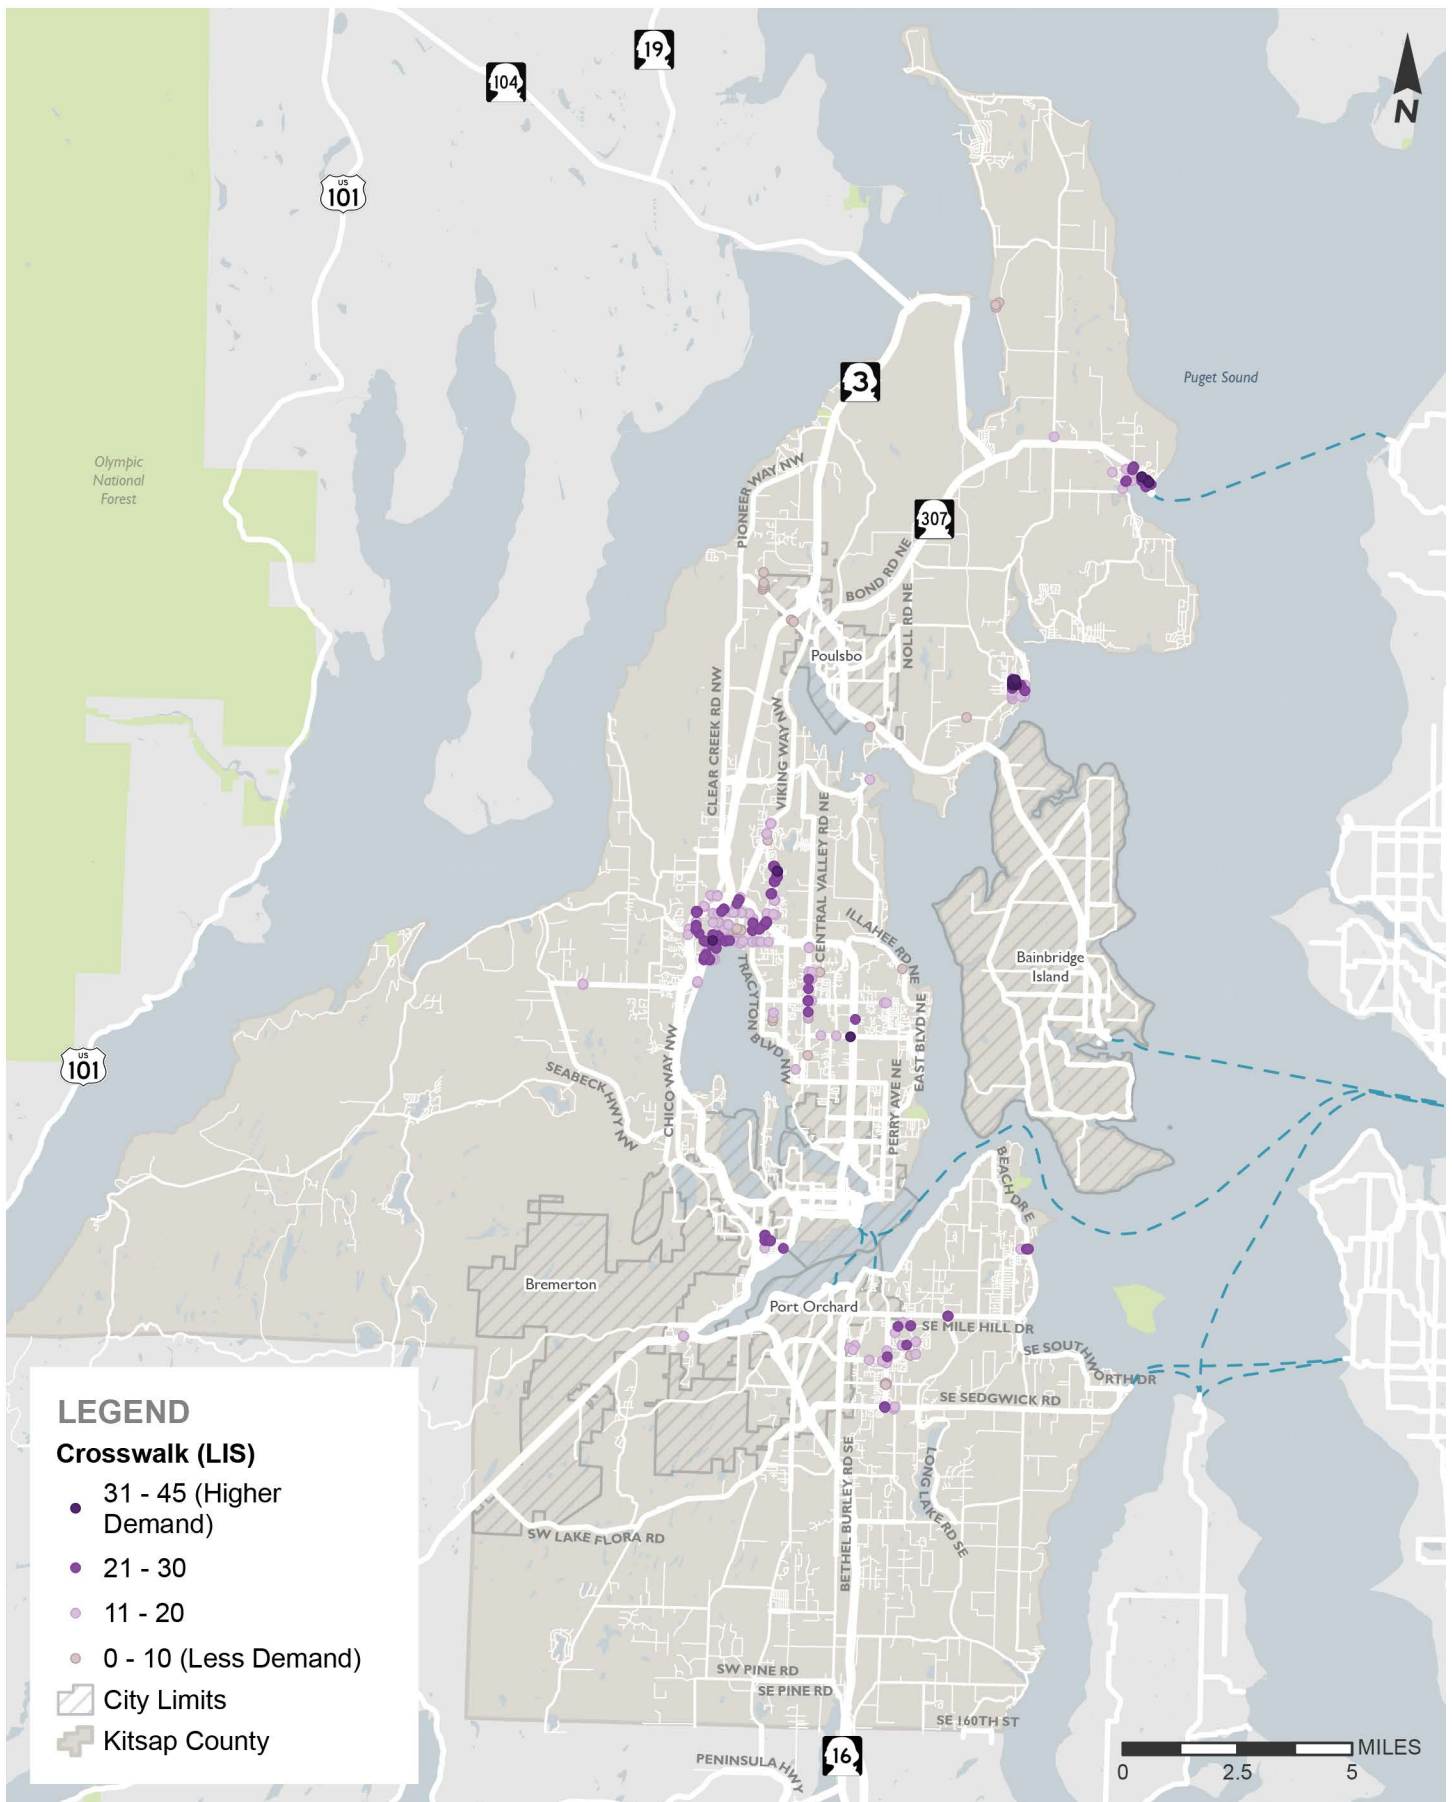 19
104
N
US
101
3
Puget Sound
Olympic
National
Forest
PIONEER WAY NW
307
BOND RD NE
NOLL RD NE
Poulsbo
CLEAR CREEK RD NW
VIKING WAY NW
CENTRAL VALLEY RD NE
ILLAHEE RD NE
Bainbridge
Island
TRACYTON BLVD NW
EAST BLVD NE
US
101
SEABECK HWY NW
CHICO WAY NW
PERRY AVE NE
BEACH DR E
Bremerton
Port Orchard
SE MILE HILL DR
SE SOUTHWORTH DR
SE SEDGWICK RD
LEGEND
Crosswalk (LIS)
31 - 45 (Higher
Demand)
21 - 30
11 - 20
0 - 10 (Less Demand)
City Limits
Kitsap County
BETHEL BURLEY RD SE
LONG LAKE RD SE
SW LAKE FLORA RD
SW PINE RD
SE PINE RD
SE 160TH ST
PENINSULA HWY
16
MILES
0 2.5 5